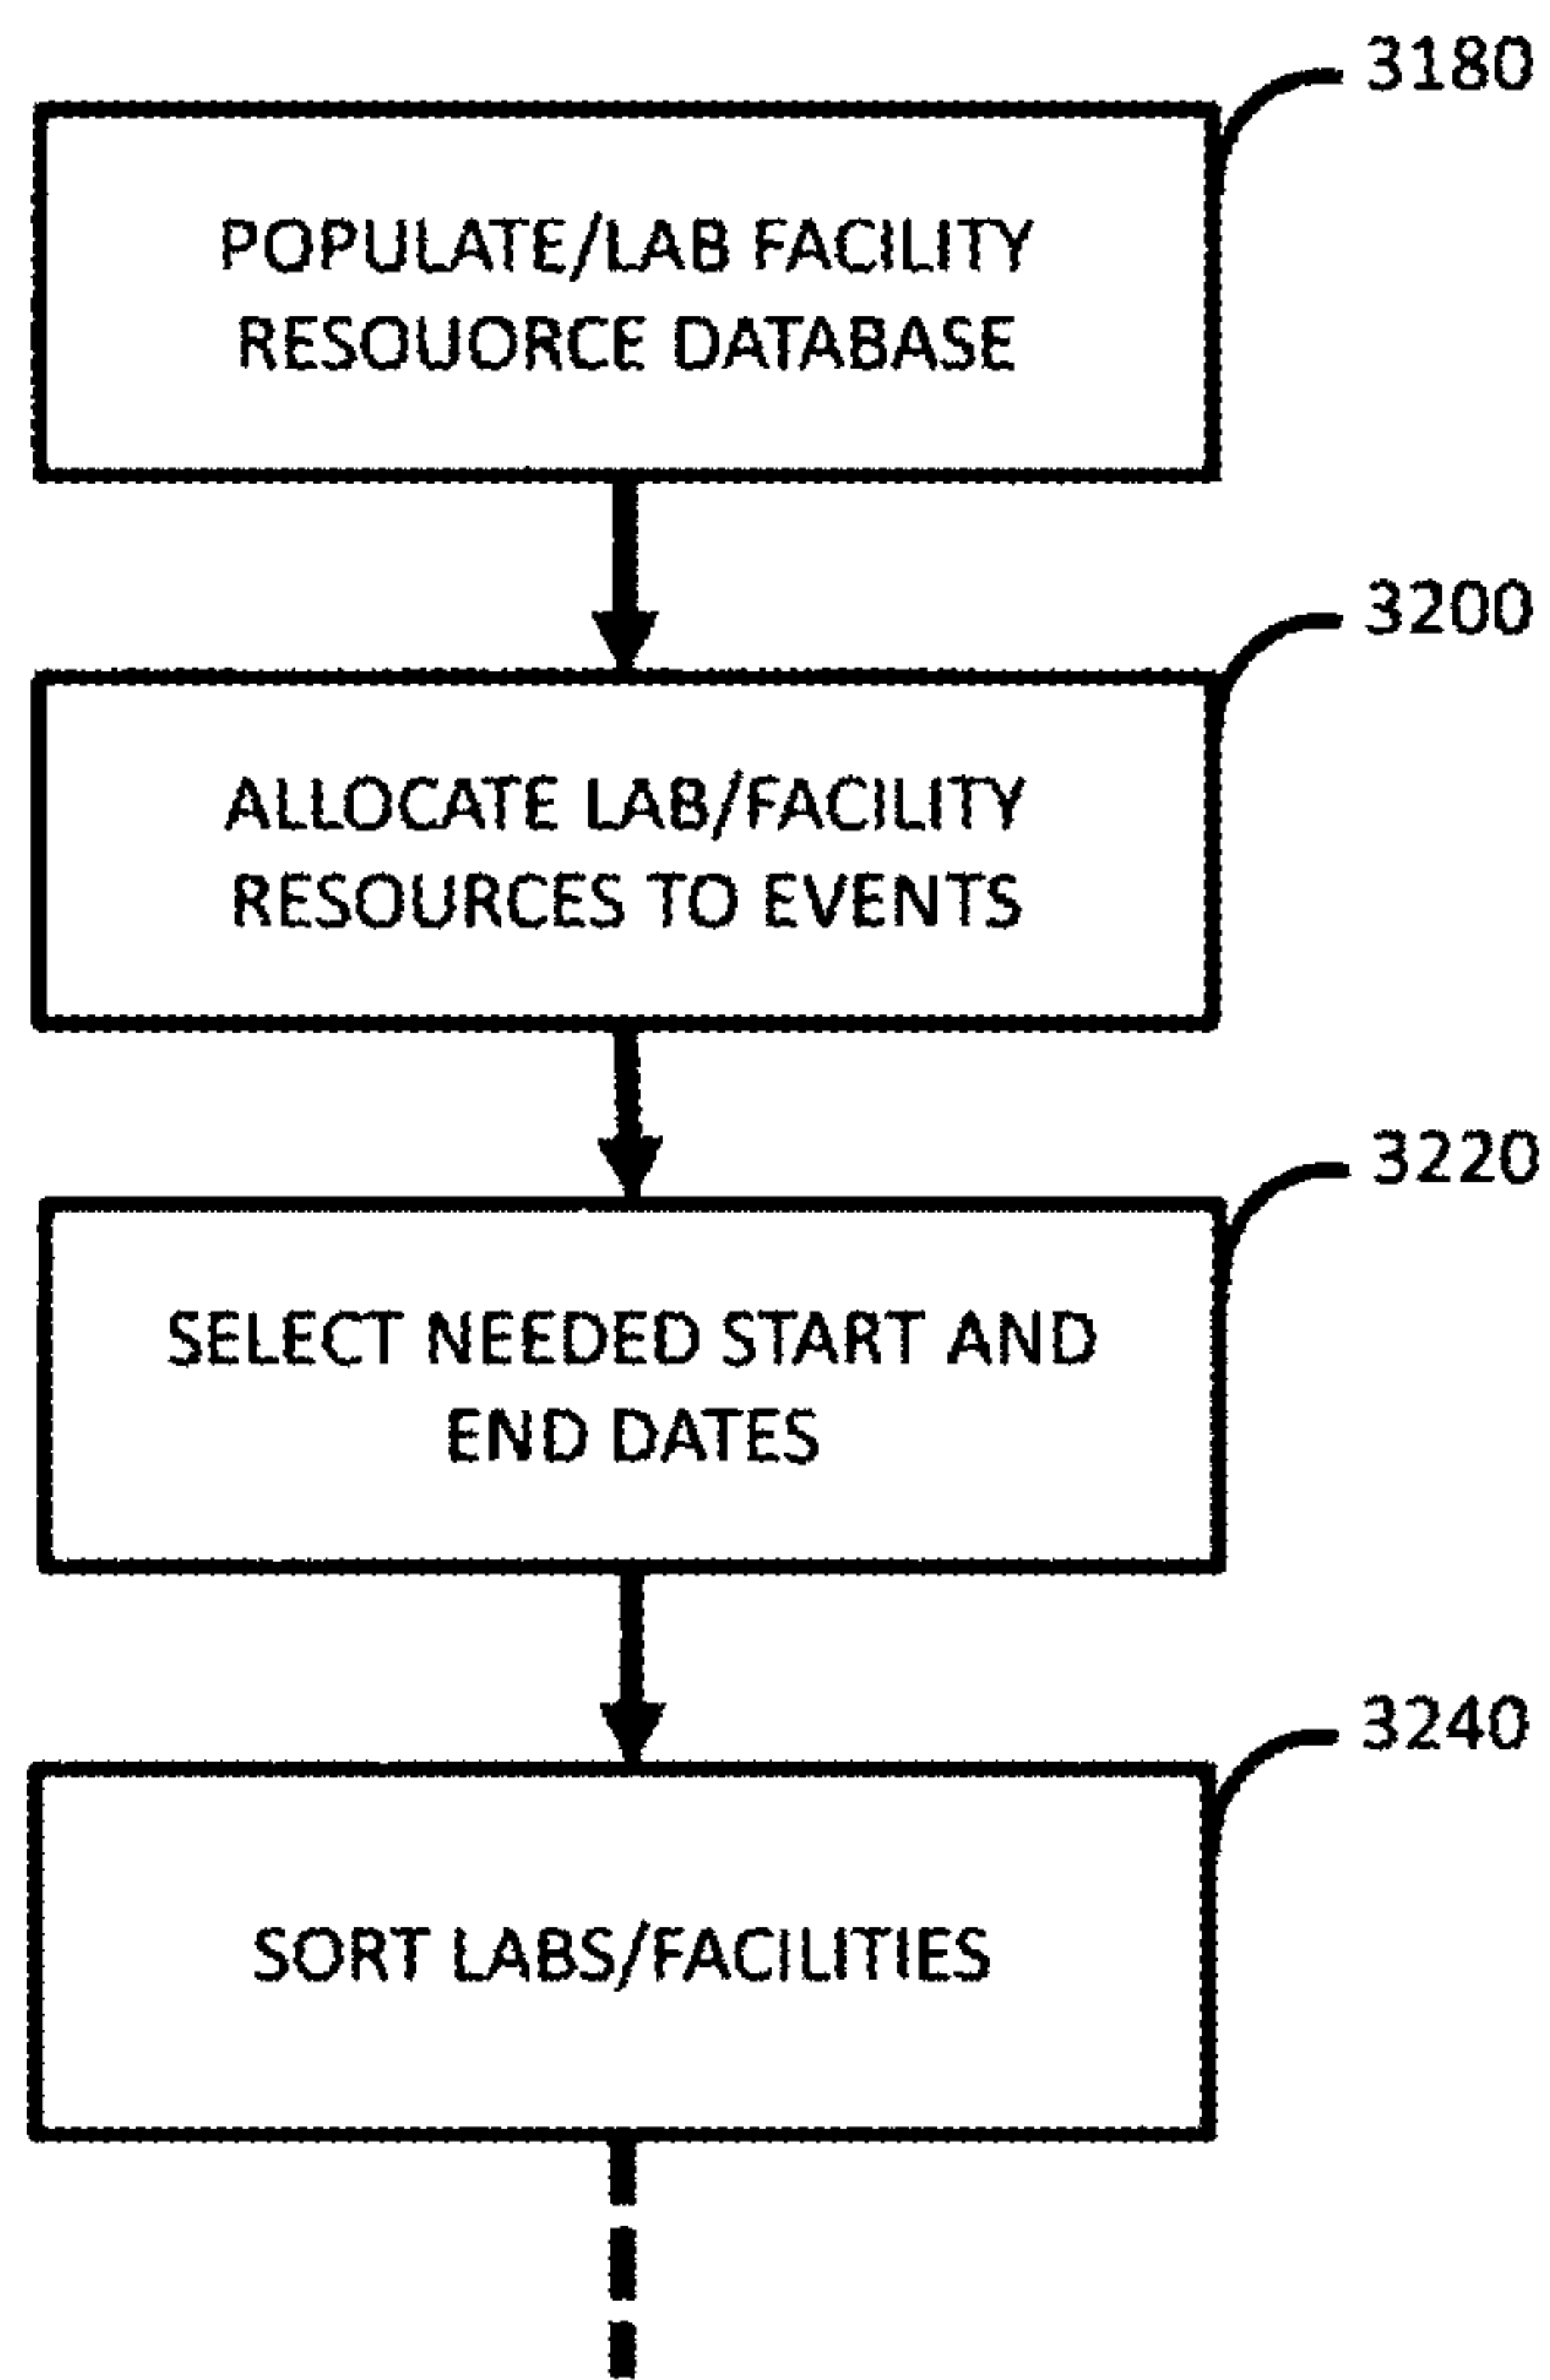 3180
POPULATE/LAB FACILITY
RESOUORCE DATABASE
3200
ALLOCATE LAB/FACILITY
RESOURCES TO EVENTS
3220
SELECT NEEDED START AND
END DATES
3240
SORT LABS/FACILITIES